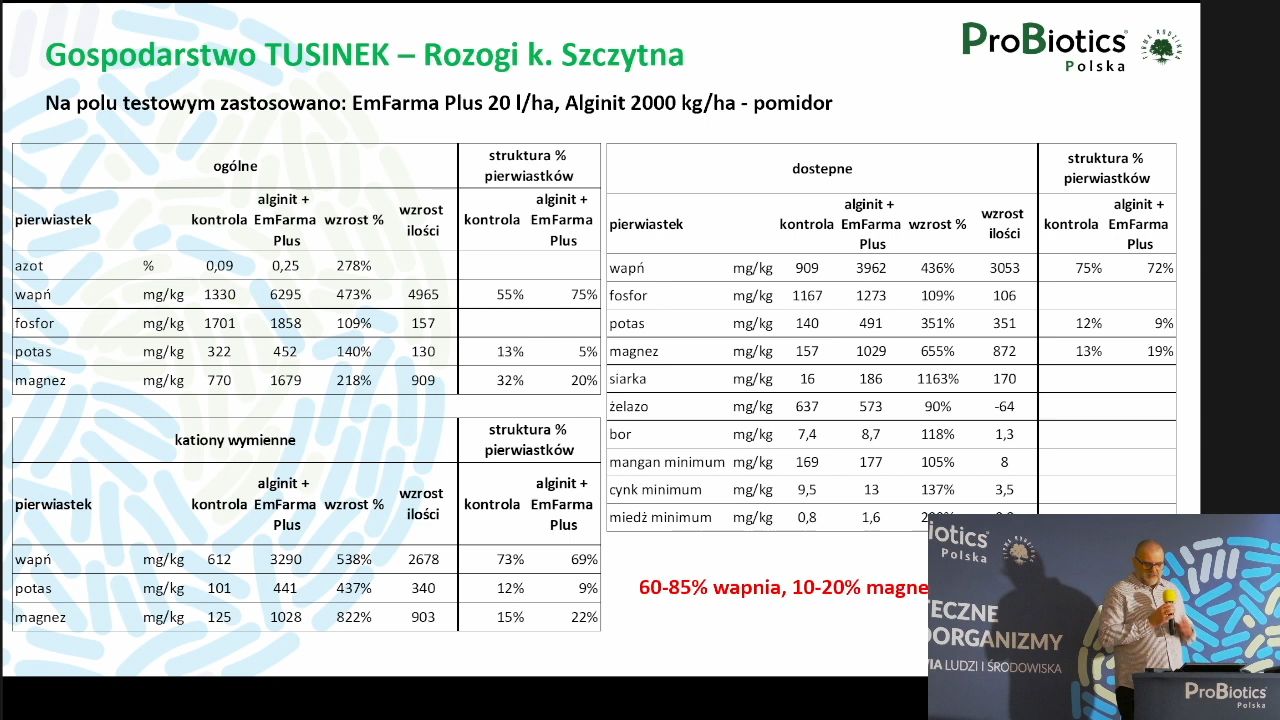 Gospodarstwo TUSINEK – Rozogi k. Szczytna
PROBIOTICS
Polska
Na polu testowym zastosowano: EmFarma Plus 20 l/ha, Alginit 2000 kg/ha - pomidor
ogólne struktura % pierwiastków
pierwiastek kontrola alginit + EmFarma Plus wzrost % wzrost ilości kontrola alginit + EmFarma Plus
azot % 0,09 0,25 278%
wapń mg/kg 1330 6295 473% 4965 55% 75%
fosfor mg/kg 1701 1858 109% 157
potas mg/kg 322 452 140% 130 13% 5%
magnez mg/kg 770 1679 218% 909 32% 20%
kationy wymienne struktura % pierwiastków
pierwiastek kontrola alginit + EmFarma Plus wzrost % wzrost ilości kontrola alginit + EmFarma Plus
wapń mg/kg 612 3290 538% 2678 73% 69%
potas mg/kg 101 441 437% 340 12% 9%
magnez mg/kg 125 1028 822% 903 15% 22%
dostepne struktura % pierwiastków
pierwiastek kontrola alginit + EmFarma Plus wzrost % wzrost ilości kontrola alginit + EmFarma Plus
wapń mg/kg 909 3962 436% 3053 75% 72%
fosfor mg/kg 1167 1273 109% 106
potas mg/kg 140 491 351% 351 12% 9%
magnez mg/kg 157 1029 655% 872 13% 19%
siarka mg/kg 16 186 1163% 170
żelazo mg/kg 637 573 90% -64
bor mg/kg 7,4 8,7 118% 1,3
mangan minimum mg/kg 169 177 105% 8
cynk minimum mg/kg 9,5 13 137% 3,5
miedż minimum mg/kg 0,8 1,6
60-85% wapnia, 10-20% magne
iotics
Polska
TECZNE
OORGANIZMY
WIA LUDZI I ŚRODOWISKA
PROBIOTICS
Polska